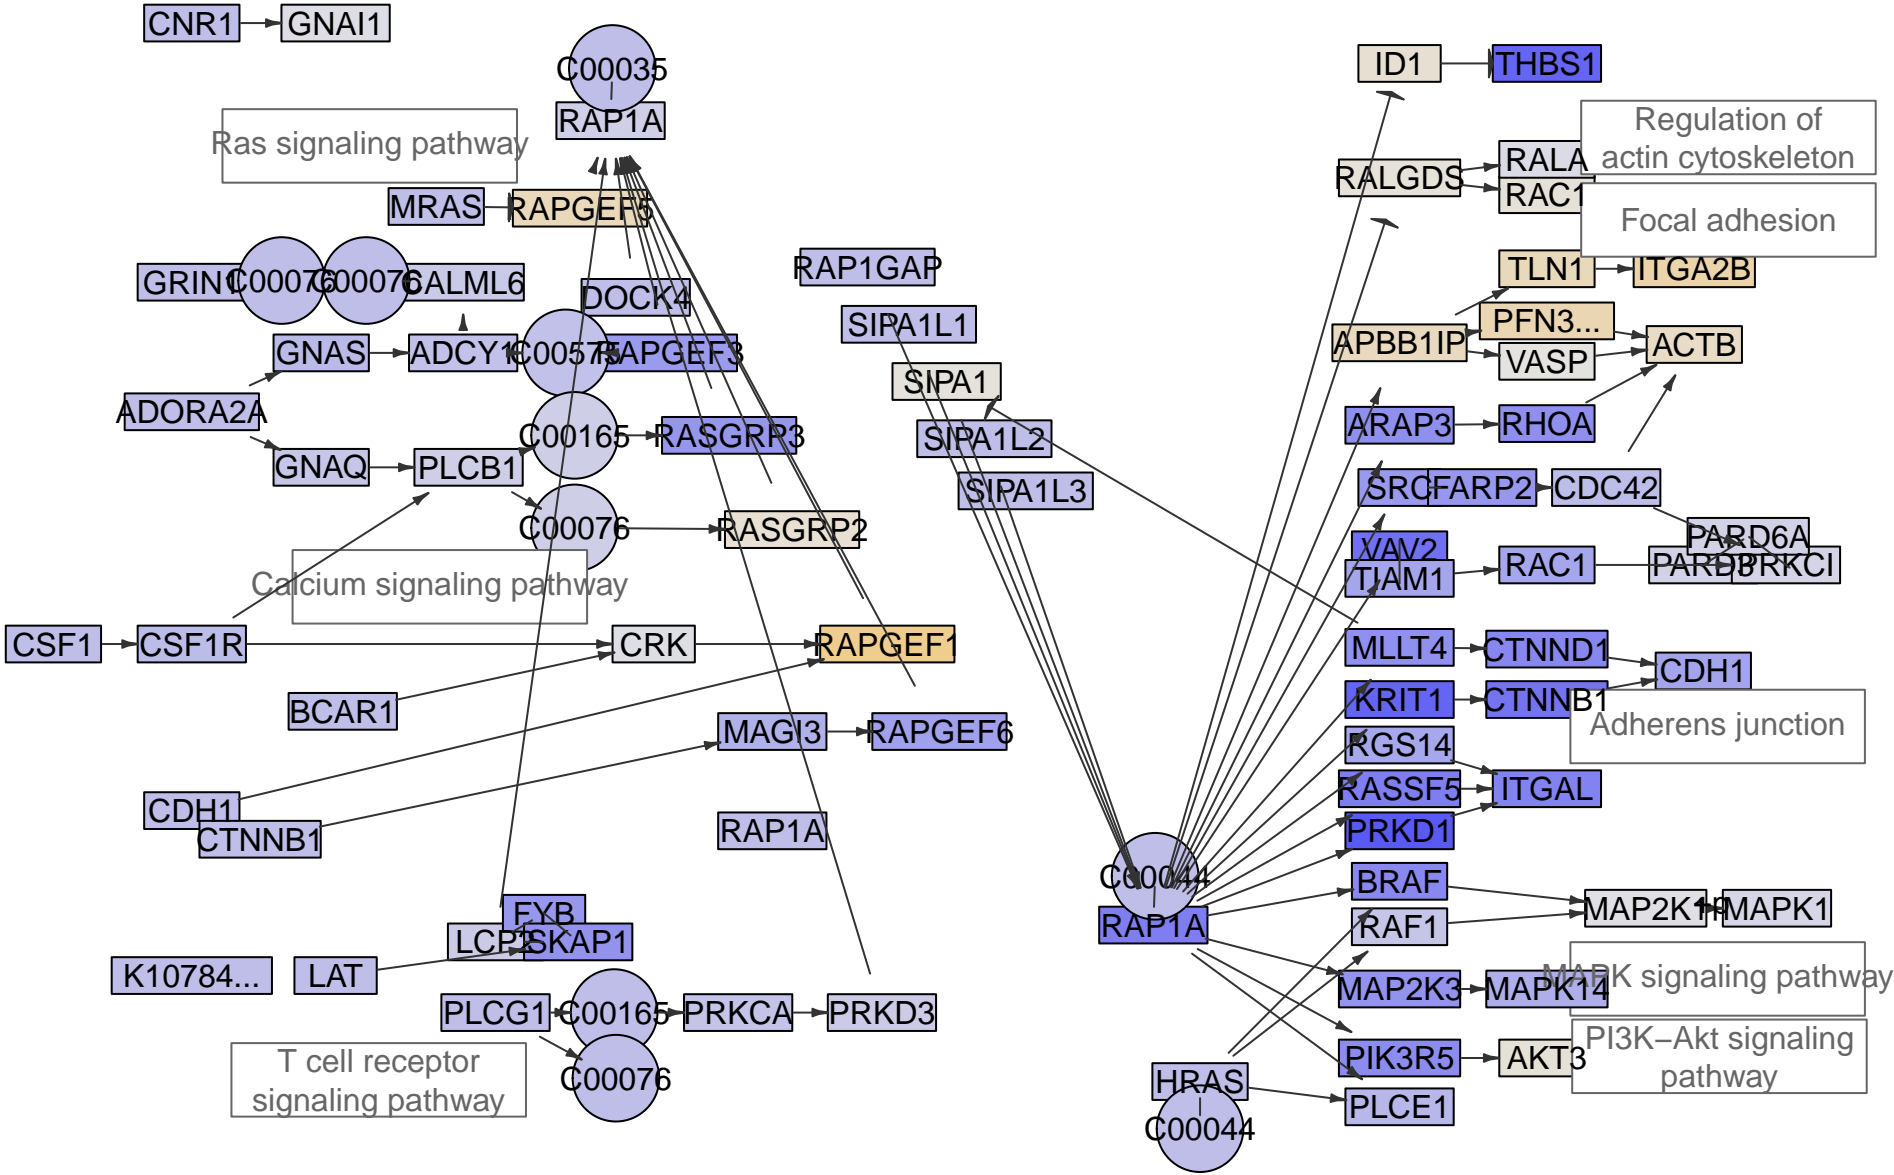 CNR1
GNAI1
C00035
RAP1A
Ras signaling pathway
MRAS
RAPGEF5
GRIN1
C00076
C00076
CALML6
DOCK4
GNAS
ADCY1
C00575
RAPGEF3
ADORA2A
C00165
RASGRP3
GNAQ
PLCB1
C00076
RASGRP2
Calcium signaling pathway
CSF1
CSF1R
CRK
RAPGEF1
BCAR1
MAGI3
RAPGEF6
CDH1
CTNNB1
RAP1A
FYB
LCP2
SKAP1
K10784...
LAT
PLCG1
C00165
PRKCA
PRKD3
T cell receptor
signaling pathway
C00076
RAP1GAP
SIPA1L1
SIPA1
SIPA1L2
SIPA1L3
C00044
RAP1A
HRAS
C00044
ID1
THBS1
Regulation of
actin cytoskeleton
RALGDS
RALA
RAC1
Focal adhesion
TLN1
ITGA2B
APBB1IP
PFN3...
VASP
ACTB
ARAP3
RHOA
SRC
FARP2
CDC42
VAV2
TIAM1
RAC1
PARD6A
PARD3
PRKCI
MLLT4
CTNND1
CDH1
KRIT1
CTNNB1
Adherens junction
RGS14
RASSF5
ITGAL
PRKD1
BRAF
RAF1
MAP2K1
+p
MAPK1
MAP2K3
MAPK14
MAPK signaling pathway
PIK3R5
AKT3
PI3K−Akt signaling
pathway
PLCE1